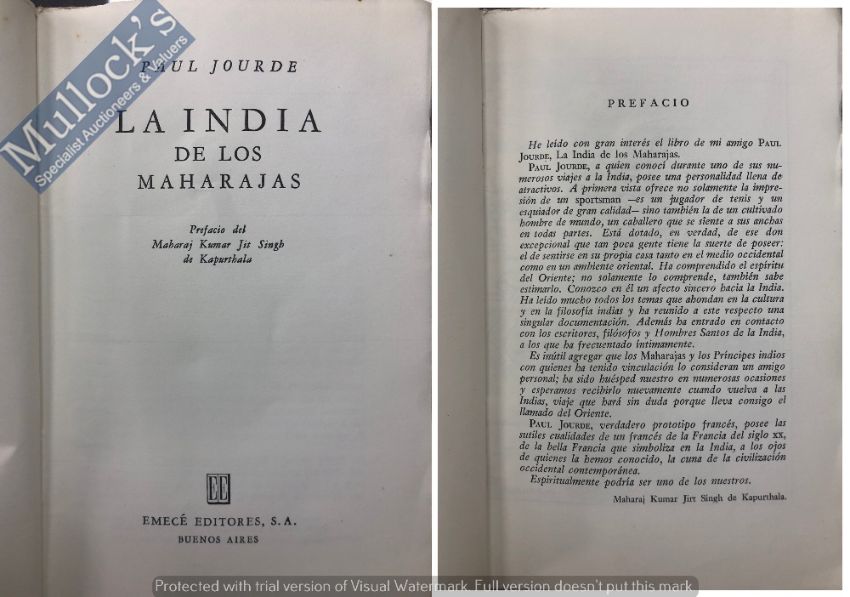 Mullock's
Specialist Auctioneers & Valuers
PAUL JOURDE
LA INDIA
DE LOS
MAHARAJAS
Prefacio del
Maharaj Kumar Jit Singh
de Kapurthala
EE
EMECÉ EDITORES, S.A.
BUENOS AIRES
PREFACIO
He leído con gran interés el libro de mi amigo PAUL
JOURDE, La India de los Maharajas.
PAUL JOURDE, a quien conocí durante uno de sus nu-
merosos viajes a la India, posee una personalidad llena de
atractivos. A primera vista ofrece no solamente la impre-
sión de un sportsman —es un jugador de tenis y un
esquiador de gran calidad— sino también la de un cultivado
hombre de mundo, un caballero que se siente a sus anchas
en todas partes. Está dotado, en verdad, de ese don
excepcional que tan poca gente tiene la suerte de poseer:
el de sentirse en su propia casa tanto en el medio occidental
como en un ambiente oriental. Ha comprendido el espíritu
del Oriente; no solamente lo comprende, también sabe
estimarlo. Conozco en él un afecto sincero hacia la India.
Ha leído mucho todos los temas que ahondan en la cultura
y en la filosofía indias y ha reunido a este respecto una
singular documentación. Además ha entrado en contacto
con los escritores, filósofos y Hombres Santos de la India,
a los que ha frecuentado íntimamente.
Es inútil agregar que los Maharajas y los Príncipes indios
con quienes ha tenido vinculación lo consideran un amigo
personal; ha sido huésped nuestro en numerosas ocasiones
y esperamos recibirlo nuevamente cuando vuelva a las
Indias, viaje que hará sin duda porque lleva consigo el
llamado del Oriente.
PAUL JOURDE, verdadero prototipo francés, posee las
sutiles cualidades de un francés de la Francia del siglo XX,
de la bella Francia que simboliza en la India, a los ojos
de quienes la hemos conocido, la cuna de la civilización
occidental contemporánea.
Espiritualmente podría ser uno de los nuestros.
Maharaj Kumar Jirt Singh de Kapurthala.
Protected with trial version of Visual Watermark. Full version doesn't put this mark.